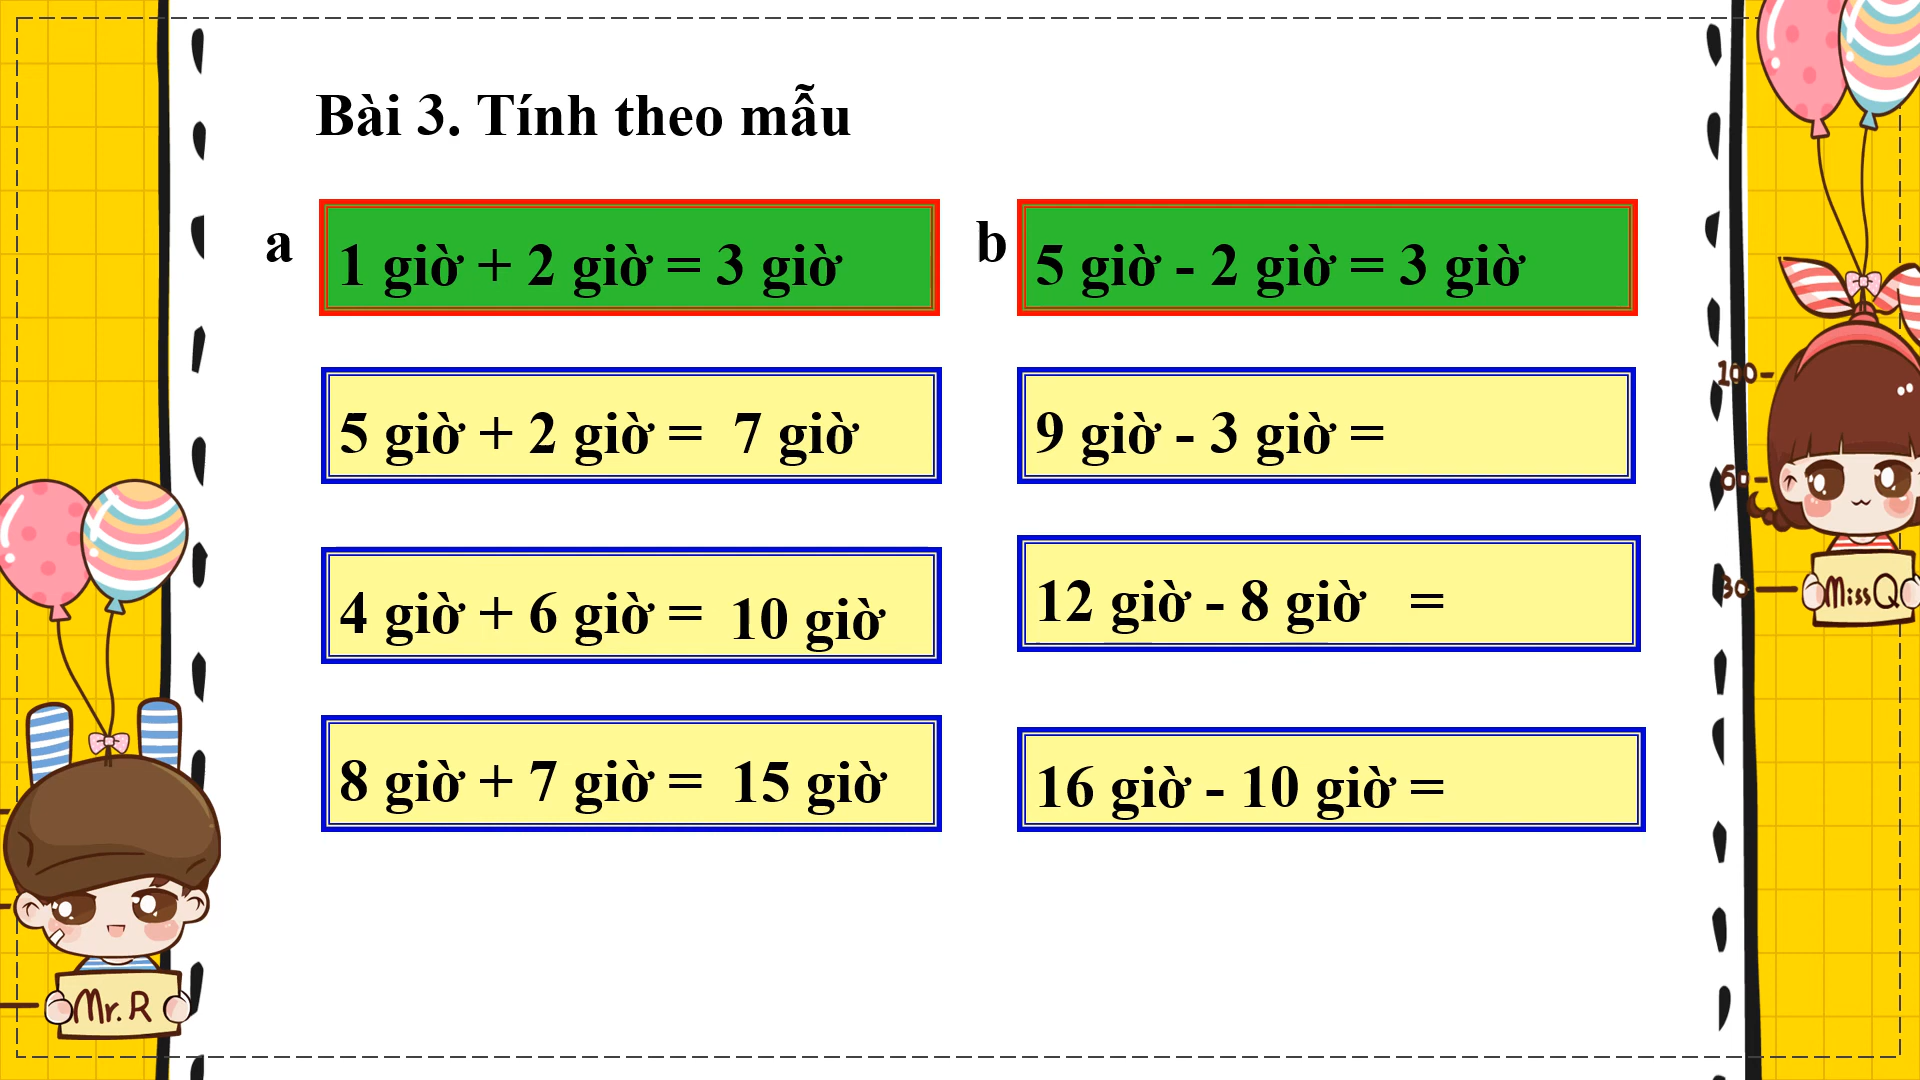 Bài 3. Tính theo mẫu
a
1 giờ + 2 giờ = 3 giờ
5 giờ + 2 giờ = 7 giờ
4 giờ + 6 giờ = 10 giờ
8 giờ + 7 giờ = 15 giờ
b
5 giờ - 2 giờ = 3 giờ
9 giờ - 3 giờ =
12 giờ - 8 giờ =
16 giờ - 10 giờ =
100
60
30
Miss Q
Mr. R